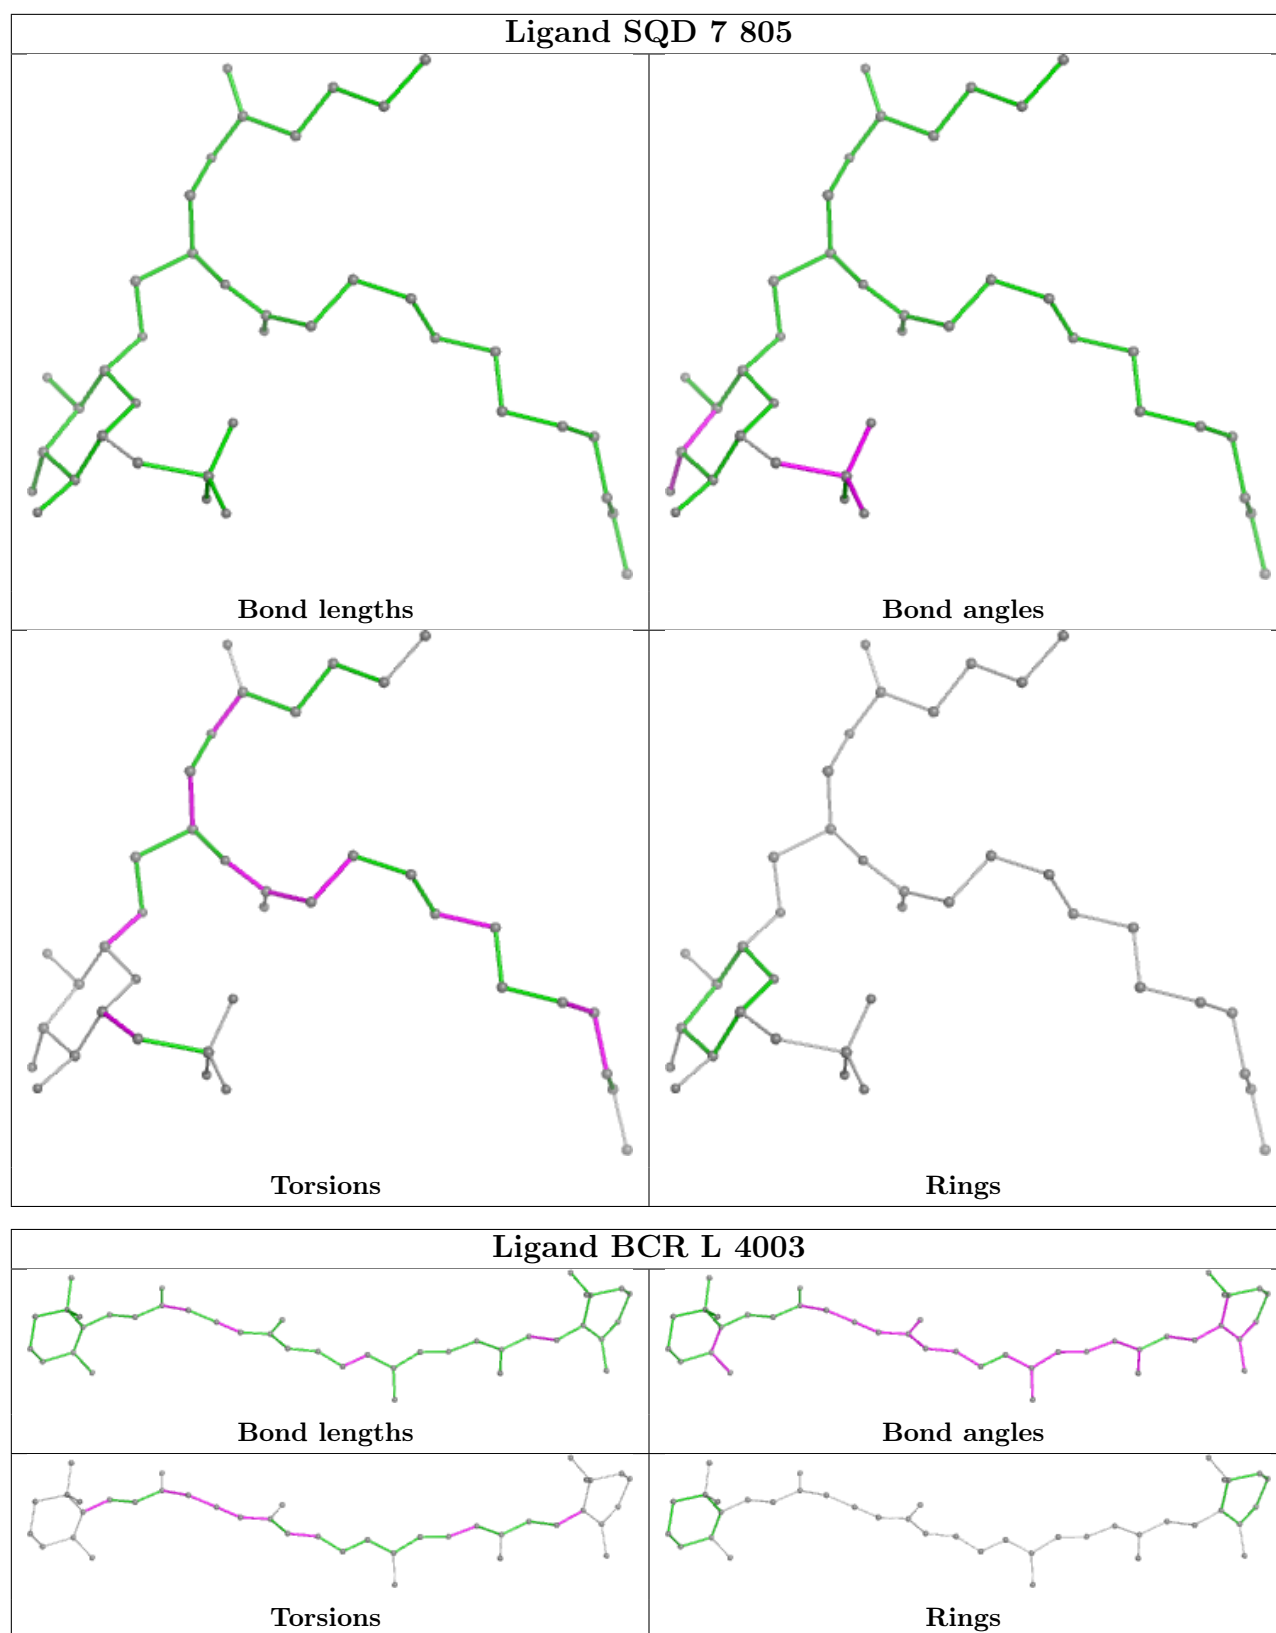 Ligand SQD 7 805
Bond lengths
Bond angles
Torsions
Rings
Ligand BCR L 4003
Bond lengths
Bond angles
Torsions
Rings